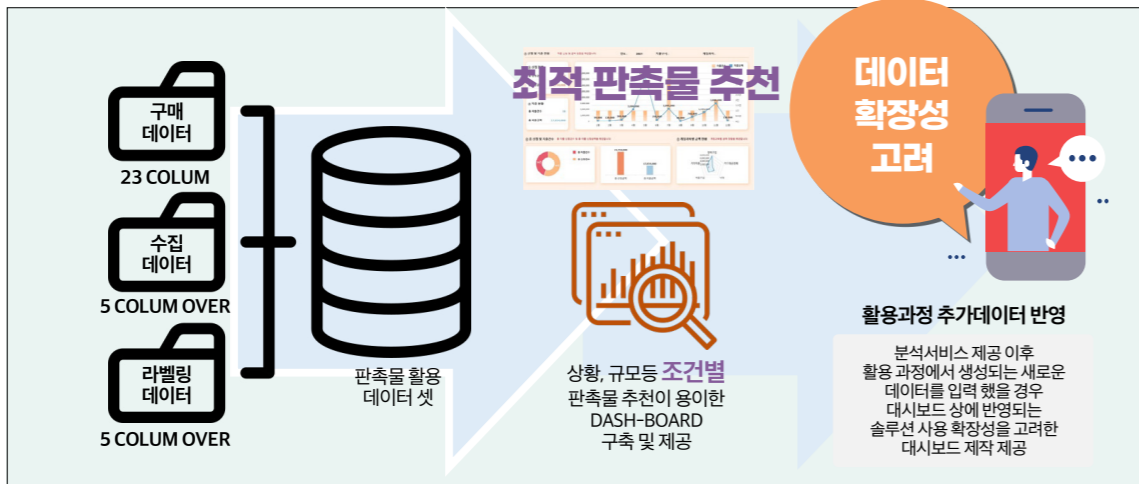 구매
데이터
23 COLUM
수집
데이터
5 COLUM OVER
라벨링
데이터
5 COLUM OVER
판촉물 활용
데이터 셋
최적 판촉물 추천
상황, 규모등 조건별
판촉물 추천이 용이한
DASH-BOARD
구축 및 제공
데이터
확장성
고려
활용과정 추가데이터 반영
분석서비스 제공 이후
활용 과정에서 생성되는 새로운
데이터를 입력 했을 경우
대시보드 상에 반영되는
솔루션 사용 확장성을 고려한
대시보드 제작 제공